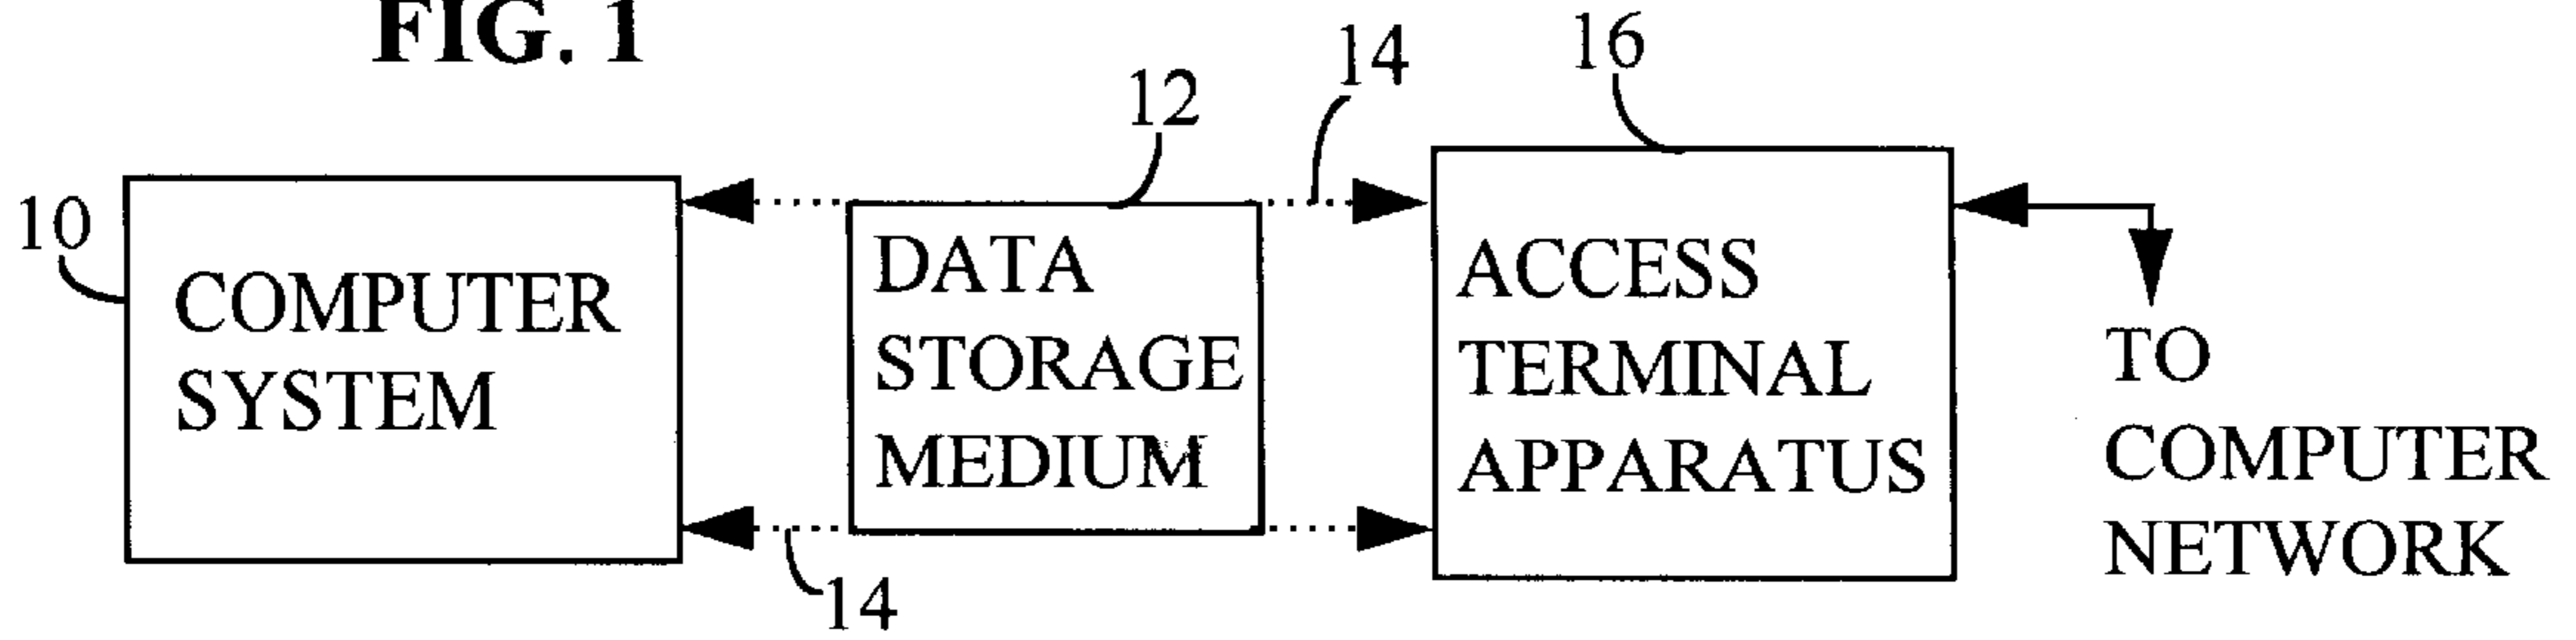 FIG. 1
10
COMPUTER
SYSTEM
12
DATA
STORAGE
MEDIUM
14
14
16
ACCESS
TERMINAL
APPARATUS
TO
COMPUTER
NETWORK